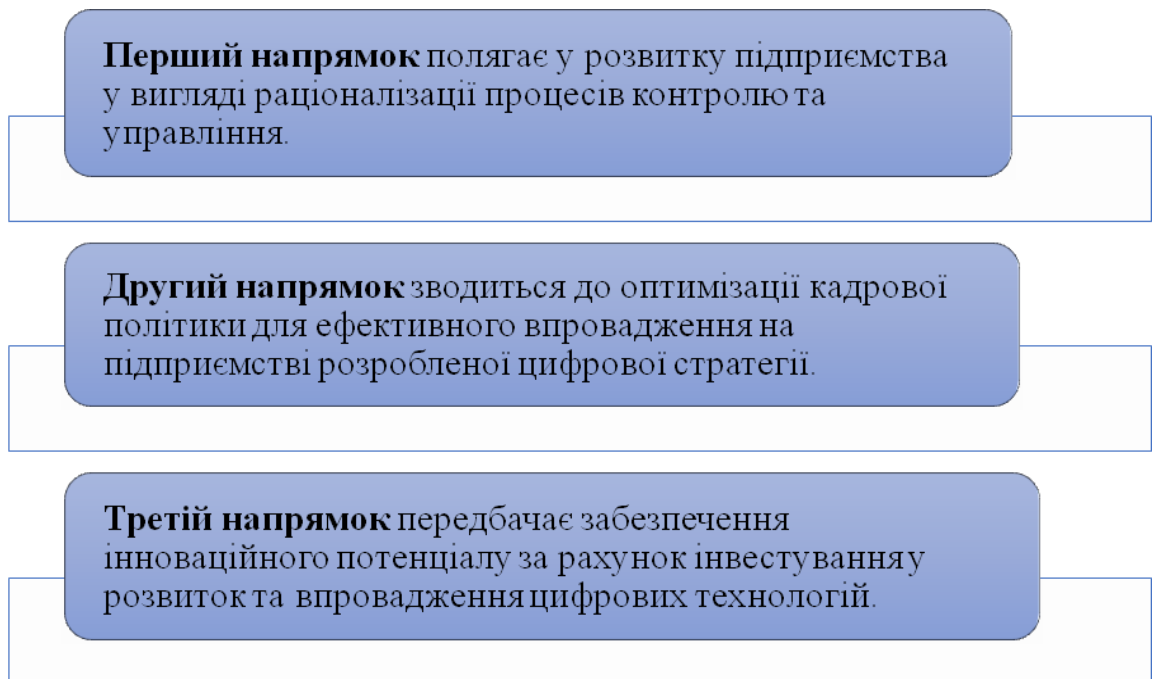 Перший напрямок полягає у розвитку підприємства
у вигляді раціоналізації процесів контролю та
управління.
Другий напрямок зводиться до оптимізації кадрової
політики для ефективного впровадження на
підприємстві розробленої цифрової стратегії.
Третій напрямок передбачає забезпечення
інноваційного потенціалу за рахунок інвестування у
розвиток та впровадження цифрових технологій.